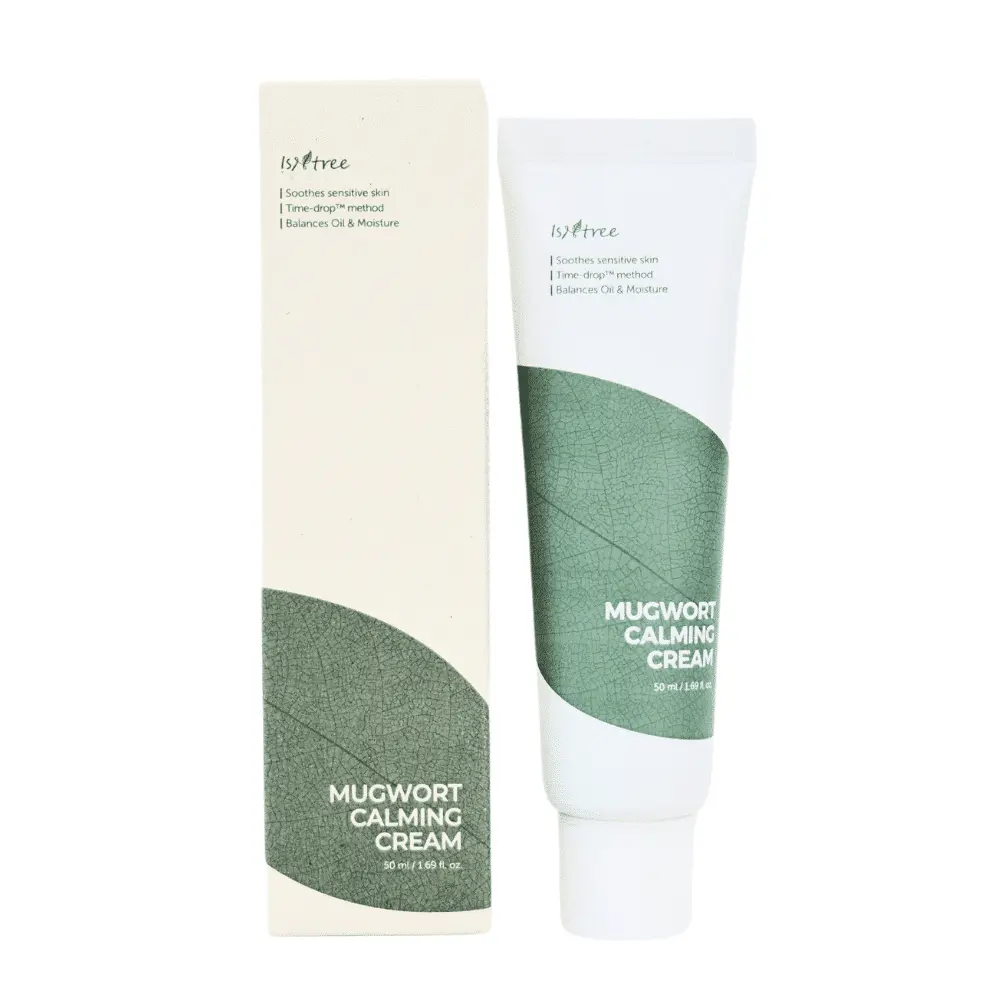 Isntree
Soothes sensitive skin
Time-drop™ method
Balances Oil & Moisture
MUGWORT
CALMING
CREAM
50 ml / 1.69 fl. oz.
Isntree
Soothes sensitive skin
Time-drop™ method
Balances Oil & Moisture
MUGWORT
CALMING
CREAM
50 ml / 1.69 fl. oz.